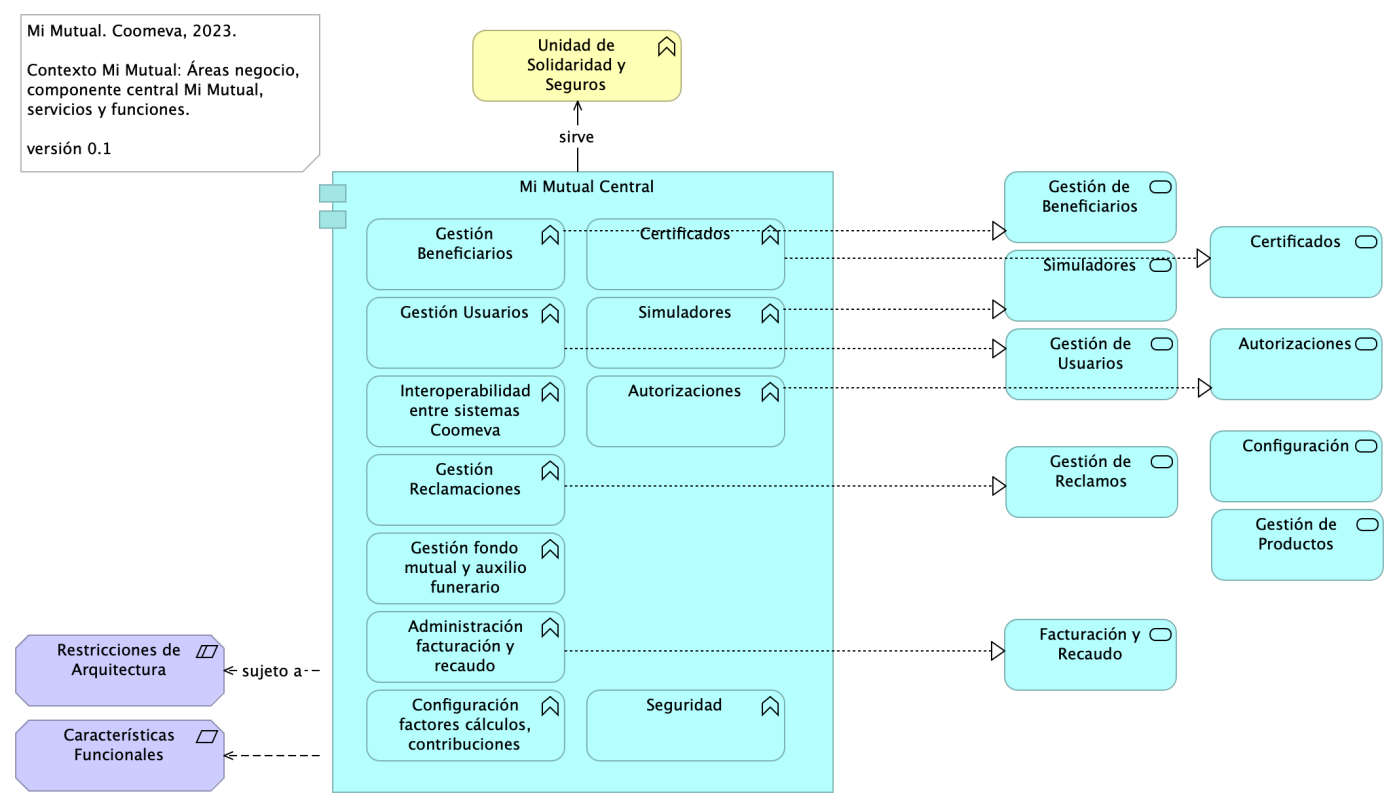 Mi Mutual. Coomeva, 2023.
Contexto Mi Mutual: Áreas negocio,
componente central Mi Mutual,
servicios y funciones.
versión 0.1
Unidad de
Solidaridad y
Seguros
sirve
Mi Mutual Central
Gestión
Beneficiarios
Certificados
Gestión Usuarios
Simuladores
Interoperabilidad
entre sistemas
Coomeva
Autorizaciones
Gestión
Reclamaciones
Gestión fondo
mutual y auxilio
funerario
Administración
facturación y
recaudo
Configuración
factores cálculos,
contribuciones
Seguridad
Gestión de
Beneficiarios
Certificados
Simuladores
Gestión de
Usuarios
Autorizaciones
Gestión de
Reclamos
Configuración
Gestión de
Productos
Facturación y
Recaudo
Restricciones de
Arquitectura
sujeto a
Características
Funcionales